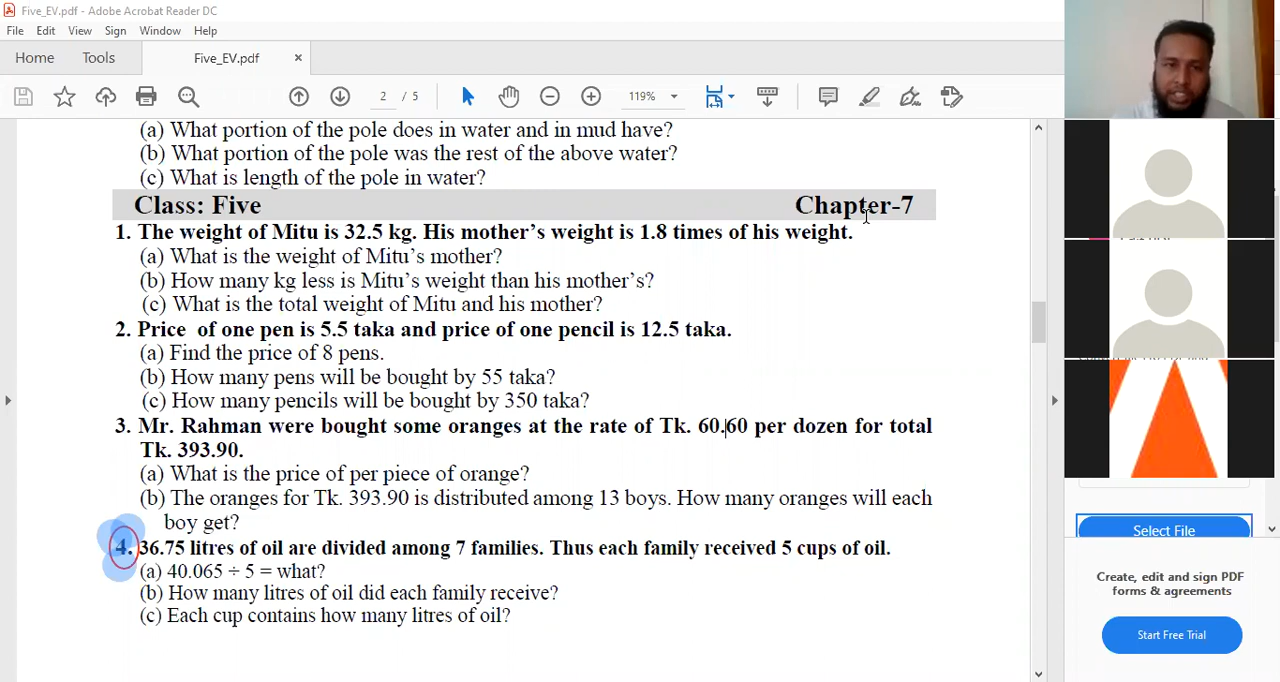 Five_EV.pdf - Adobe Acrobat Reader DC
File Edit View Sign Window Help
Home Tools Five_EV.pdf ×
2 / 5 119%
(a) What portion of the pole does in water and in mud have?
(b) What portion of the pole was the rest of the above water?
(c) What is length of the pole in water?
Class: Five Chapter-7
1. The weight of Mitu is 32.5 kg. His mother’s weight is 1.8 times of his weight.
(a) What is the weight of Mitu’s mother?
(b) How many kg less is Mitu’s weight than his mother’s?
(c) What is the total weight of Mitu and his mother?
2. Price of one pen is 5.5 taka and price of one pencil is 12.5 taka.
(a) Find the price of 8 pens.
(b) How many pens will be bought by 55 taka?
(c) How many pencils will be bought by 350 taka?
3. Mr. Rahman were bought some oranges at the rate of Tk. 60.60 per dozen for total
Tk. 393.90.
(a) What is the price of per piece of orange?
(b) The oranges for Tk. 393.90 is distributed among 13 boys. How many oranges will each
boy get?
4. 36.75 litres of oil are divided among 7 families. Thus each family received 5 cups of oil.
(a) 40.065 ÷ 5 = what?
(b) How many litres of oil did each family receive?
(c) Each cup contains how many litres of oil?
Select File
Create, edit and sign PDF
forms & agreements
Start Free Trial